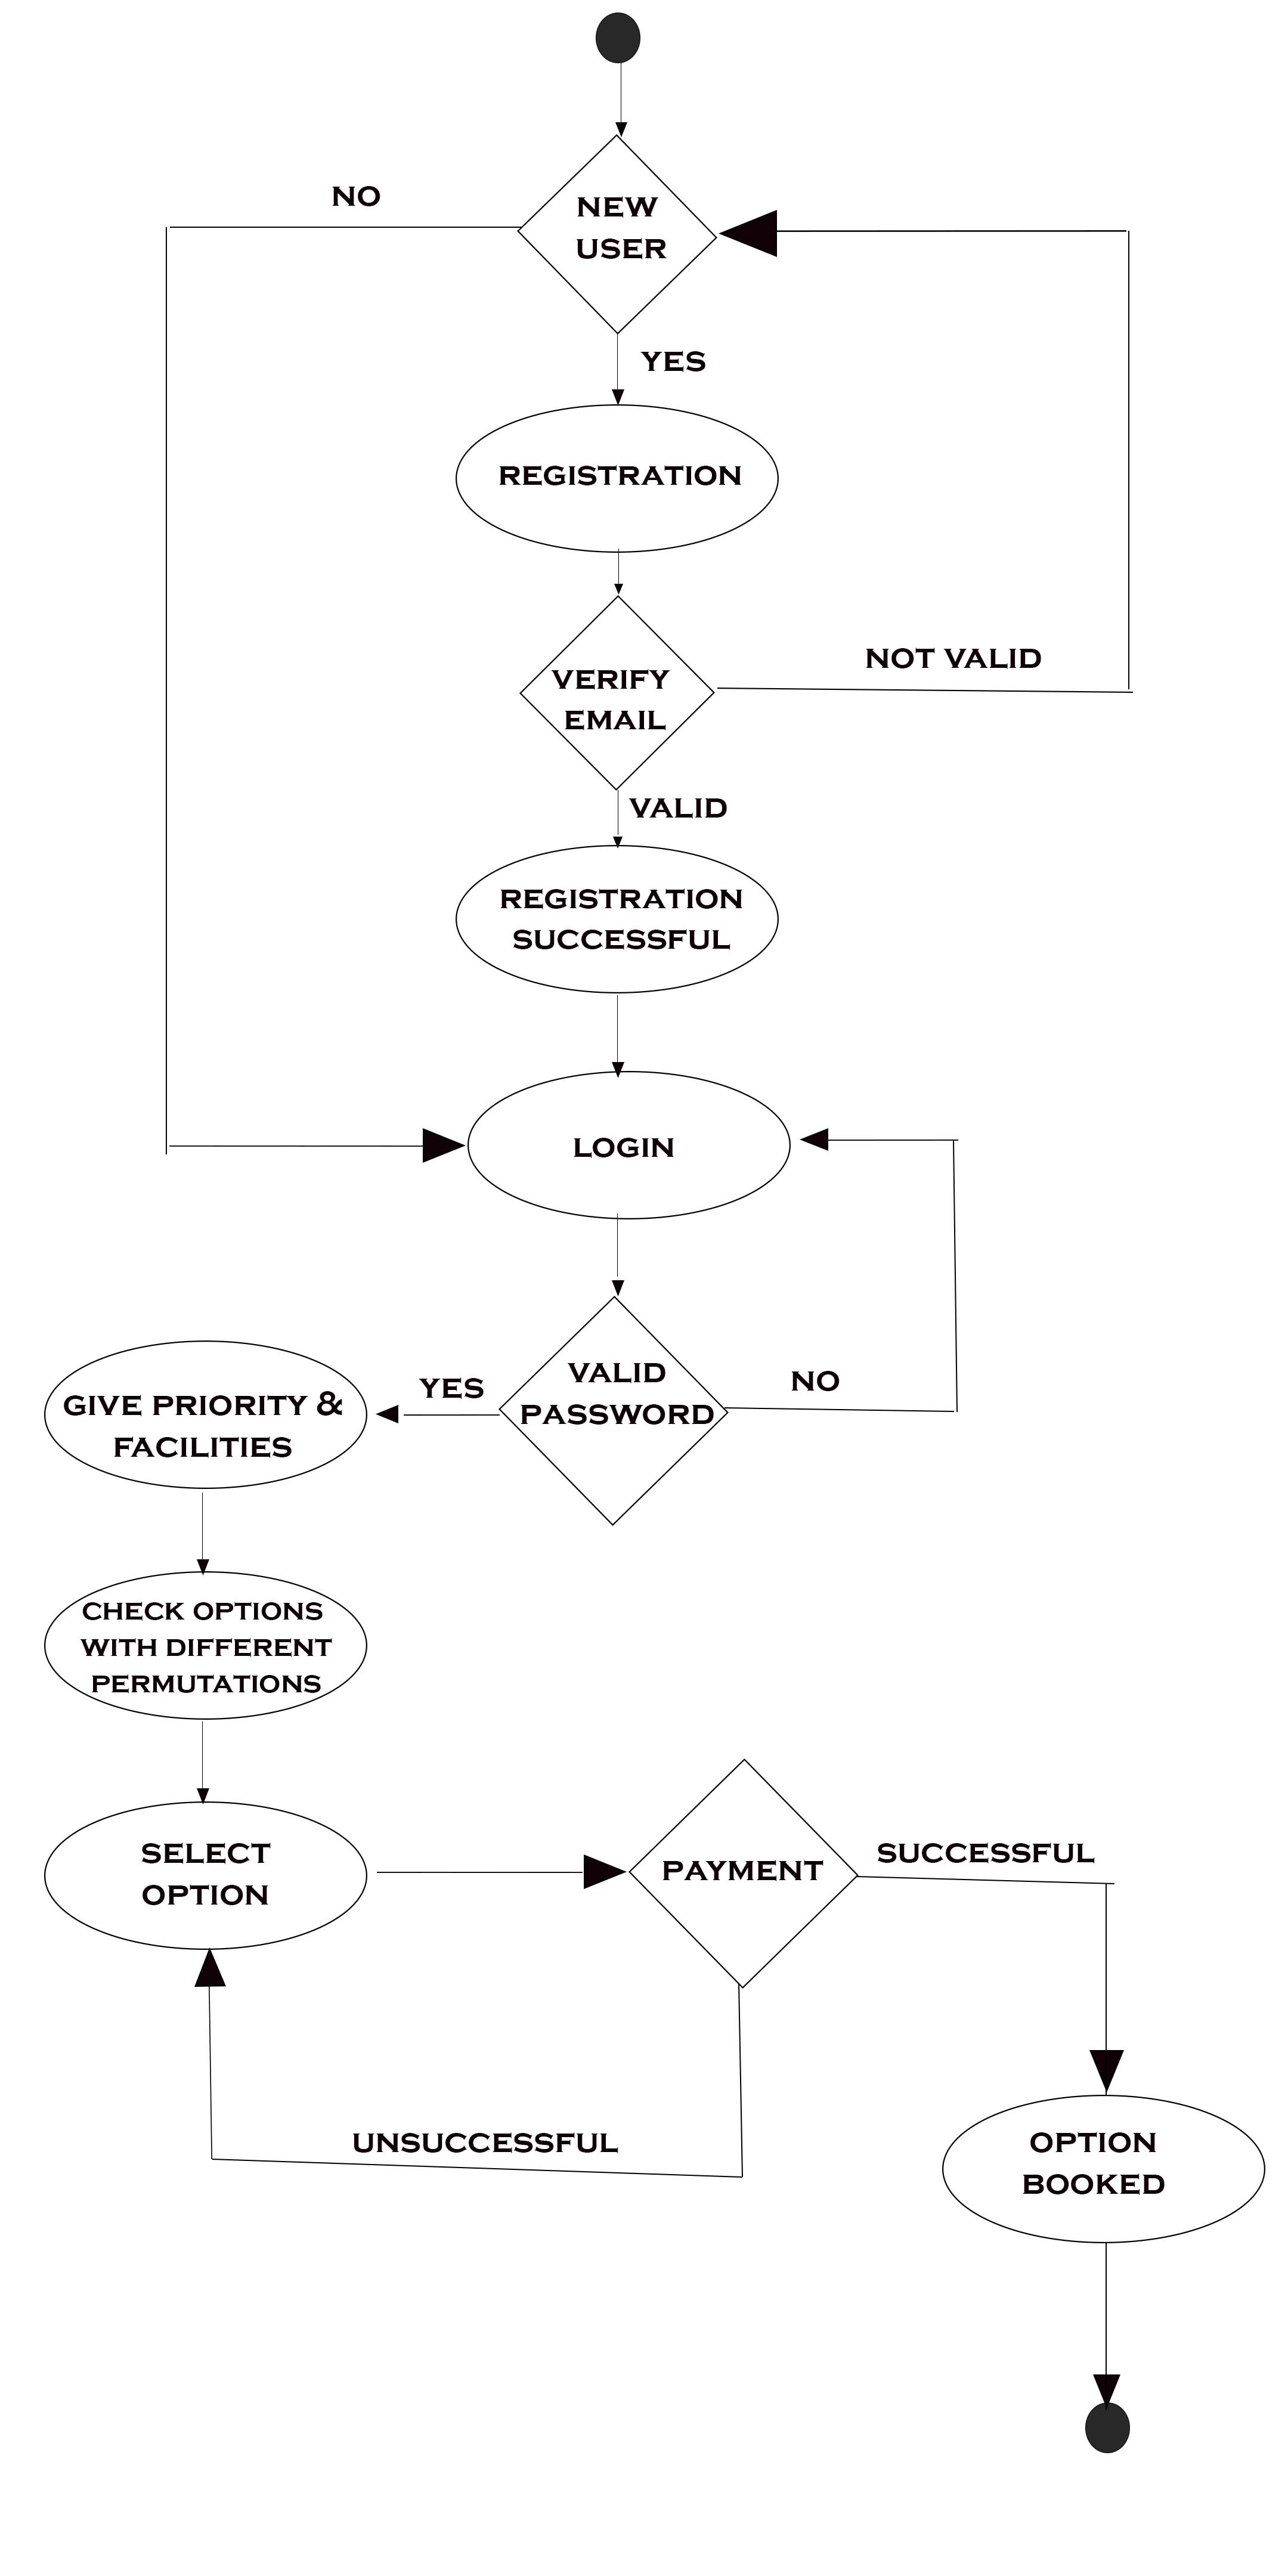 NO
NEW
USER
YES
REGISTRATION
VERIFY
EMAIL
NOT VALID
VALID
REGISTRATION
SUCCESSFUL
LOGIN
VALID
PASSWORD
YES
NO
GIVE PRIORITY &
FACILITIES
CHECK OPTIONS
WITH DIFFERENT
PERMUTATIONS
SELECT
OPTION
PAYMENT
SUCCESSFUL
UNSUCCESSFUL
OPTION
BOOKED